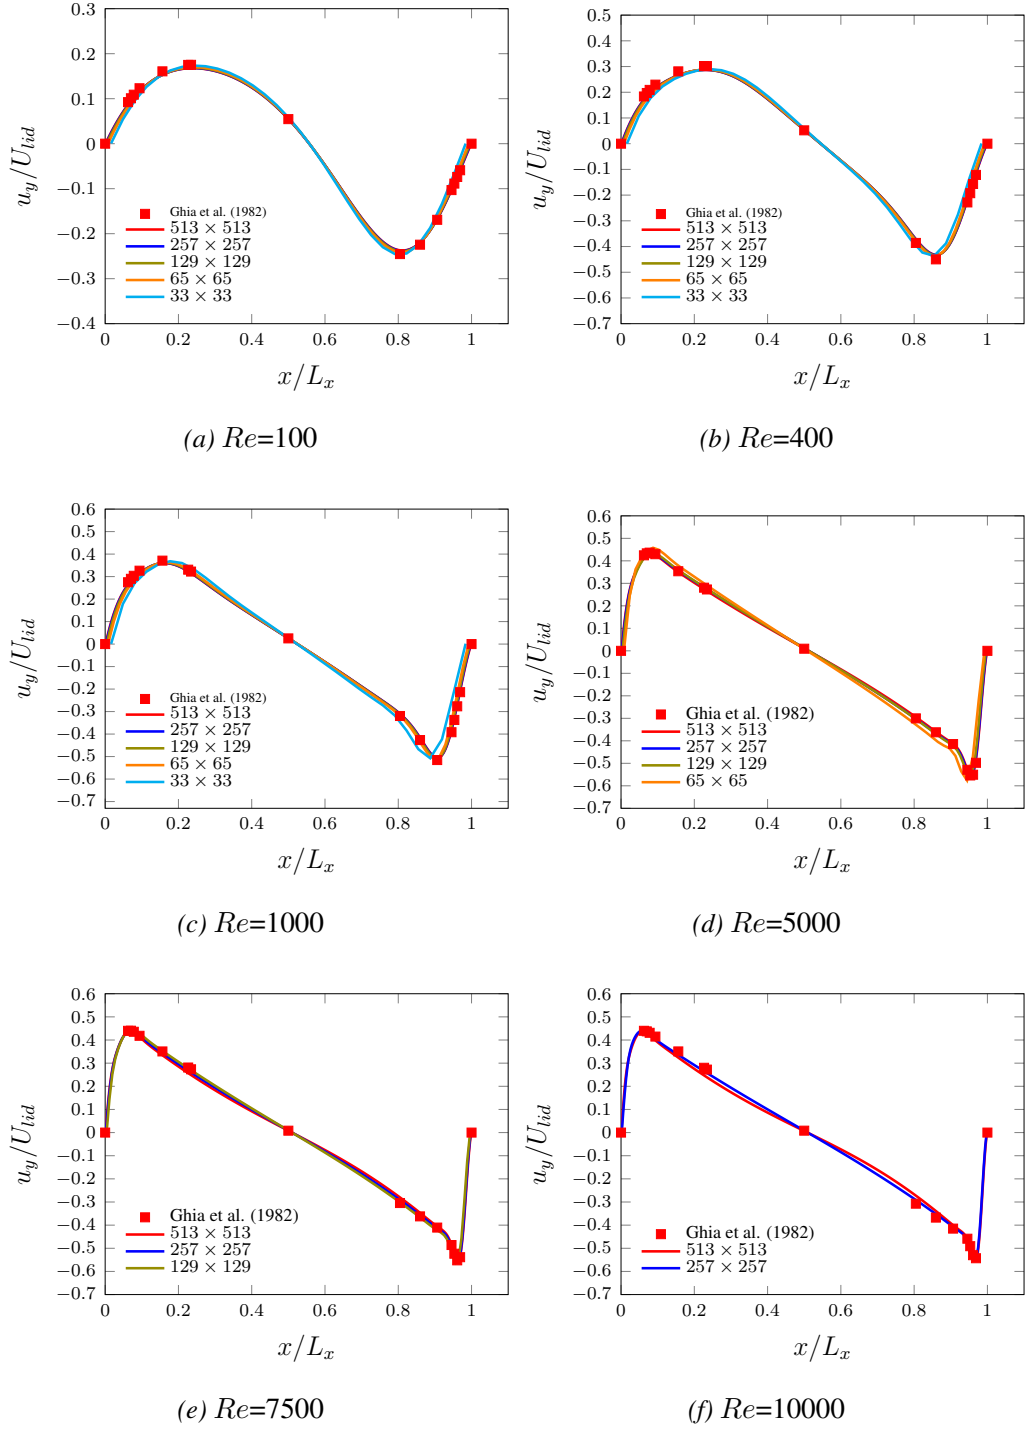 0.3
0.2
0.1
0
−0.1
−0.2
−0.3
−0.4
0 0.2 0.4 0.6 0.8 1
u_y/U_lid
x/L_x
Ghia et al. (1982)
513 × 513
257 × 257
129 × 129
65 × 65
33 × 33
(a) Re=100
0.5
0.4
0.3
0.2
0.1
0
−0.1
−0.2
−0.3
−0.4
−0.5
−0.6
−0.7
0 0.2 0.4 0.6 0.8 1
u_y/U_lid
x/L_x
Ghia et al. (1982)
513 × 513
257 × 257
129 × 129
65 × 65
33 × 33
(b) Re=400
0.6
0.5
0.4
0.3
0.2
0.1
0
−0.1
−0.2
−0.3
−0.4
−0.5
−0.6
−0.7
0 0.2 0.4 0.6 0.8 1
u_y/U_lid
x/L_x
Ghia et al. (1982)
513 × 513
257 × 257
129 × 129
65 × 65
33 × 33
(c) Re=1000
0.6
0.5
0.4
0.3
0.2
0.1
0
−0.1
−0.2
−0.3
−0.4
−0.5
−0.6
−0.7
0 0.2 0.4 0.6 0.8 1
u_y/U_lid
x/L_x
Ghia et al. (1982)
513 × 513
257 × 257
129 × 129
65 × 65
(d) Re=5000
0.6
0.5
0.4
0.3
0.2
0.1
0
−0.1
−0.2
−0.3
−0.4
−0.5
−0.6
−0.7
0 0.2 0.4 0.6 0.8 1
u_y/U_lid
x/L_x
Ghia et al. (1982)
513 × 513
257 × 257
129 × 129
(e) Re=7500
0.6
0.5
0.4
0.3
0.2
0.1
0
−0.1
−0.2
−0.3
−0.4
−0.5
−0.6
−0.7
0 0.2 0.4 0.6 0.8 1
u_y/U_lid
x/L_x
Ghia et al. (1982)
513 × 513
257 × 257
(f) Re=10000